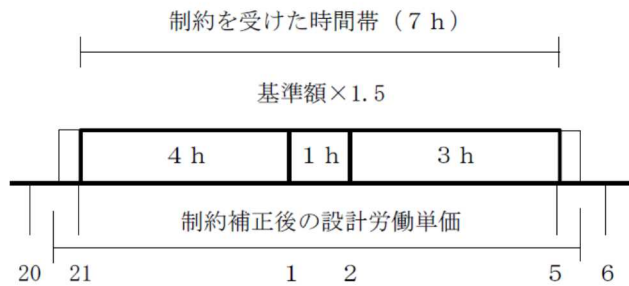 制約を受けた時間帯（７ｈ）
基準額×1.5
４ｈ １ｈ ３ｈ
制約補正後の設計労働単価
20 21 1 2 5 6